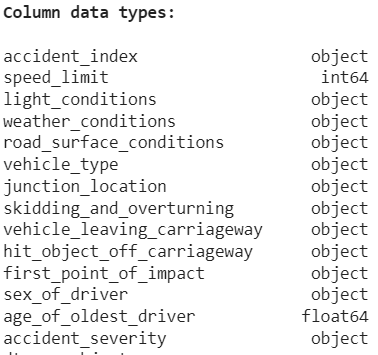 Column data types:
accident_index object
speed_limit int64
light_conditions object
weather_conditions object
road_surface_conditions object
vehicle_type object
junction_location object
skidding_and_overturning object
vehicle_leaving_carriageway object
hit_object_off_carriageway object
first_point_of_impact object
sex_of_driver object
age_of_oldest_driver float64
accident_severity object